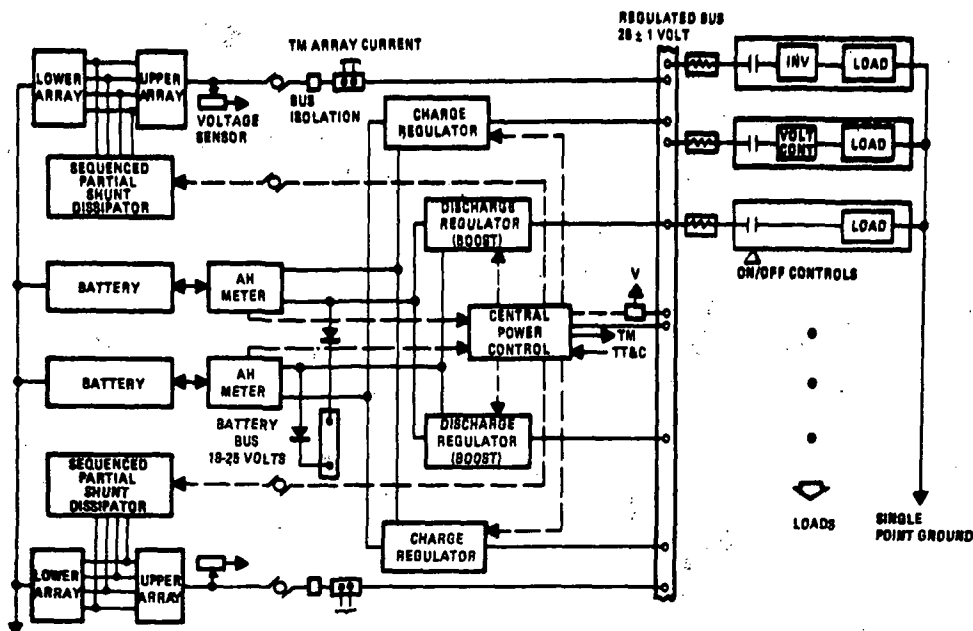 REGULATED BUS
28 ± 1 VOLT
TM ARRAY CURRENT
LOWER
ARRAY
UPPER
ARRAY
VOLTAGE
SENSOR
BUS
ISOLATION
CHARGE
REGULATOR
INV
LOAD
VOLT
CONT
LOAD
SEQUENCED
PARTIAL
SHUNT
DISSIPATOR
DISCHARGE
REGULATOR
(BOOST)
LOAD
ON/OFF CONTROLS
BATTERY
AH
METER
V
CENTRAL
POWER
CONTROL
TM
TT&C
BATTERY
AH
METER
BATTERY
BUS
18-25 VOLTS
DISCHARGE
REGULATOR
(BOOST)
SEQUENCED
PARTIAL
SHUNT
DISSIPATOR
LOADS
SINGLE
POINT GROUND
CHARGE
REGULATOR
LOWER
ARRAY
UPPER
ARRAY